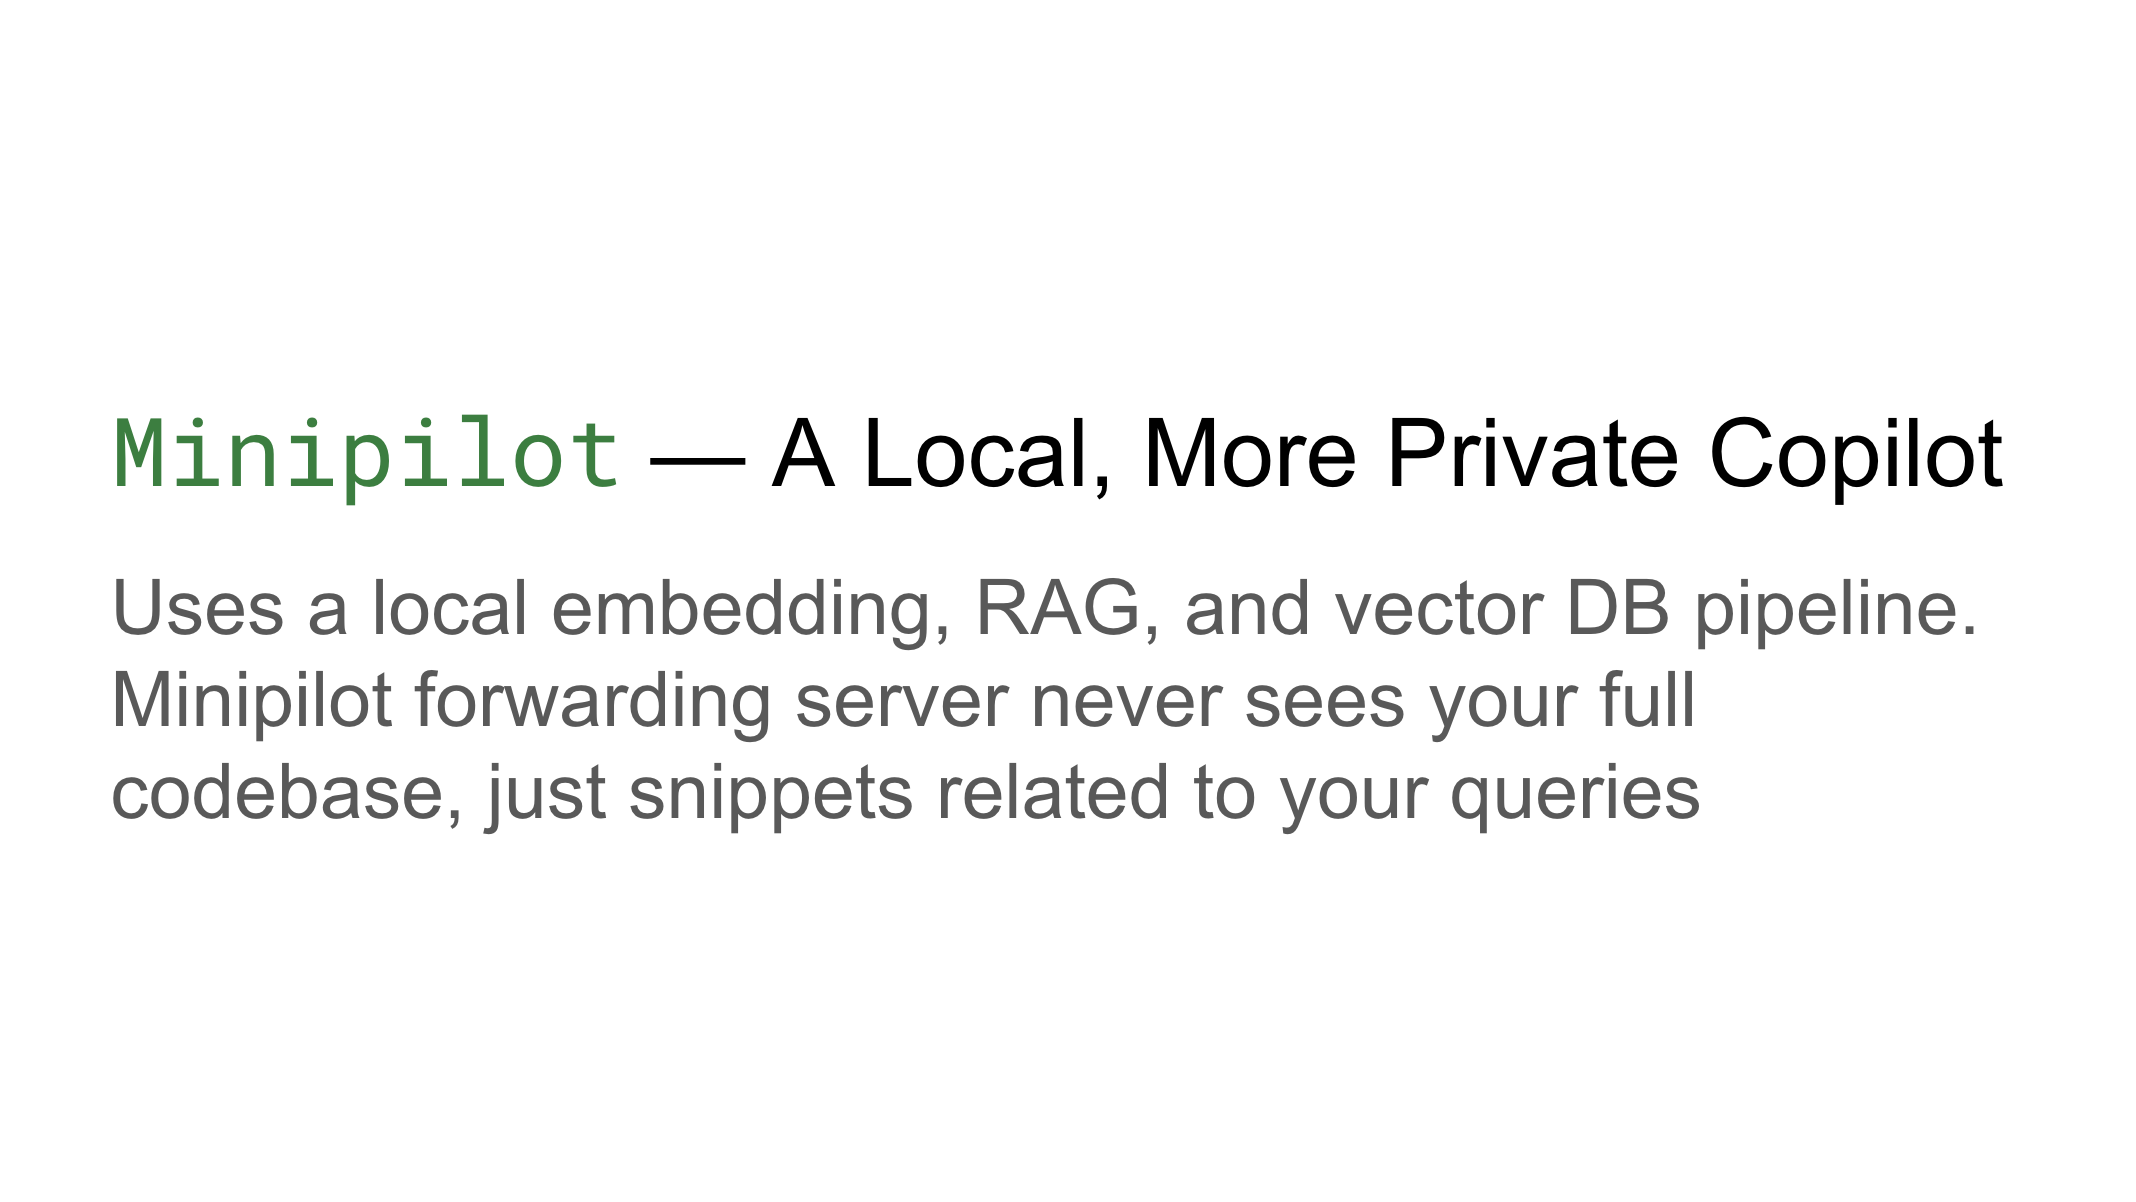 Minipilot — A Local, More Private Copilot
Uses a local embedding, RAG, and vector DB pipeline.
Minipilot forwarding server never sees your full
codebase, just snippets related to your queries